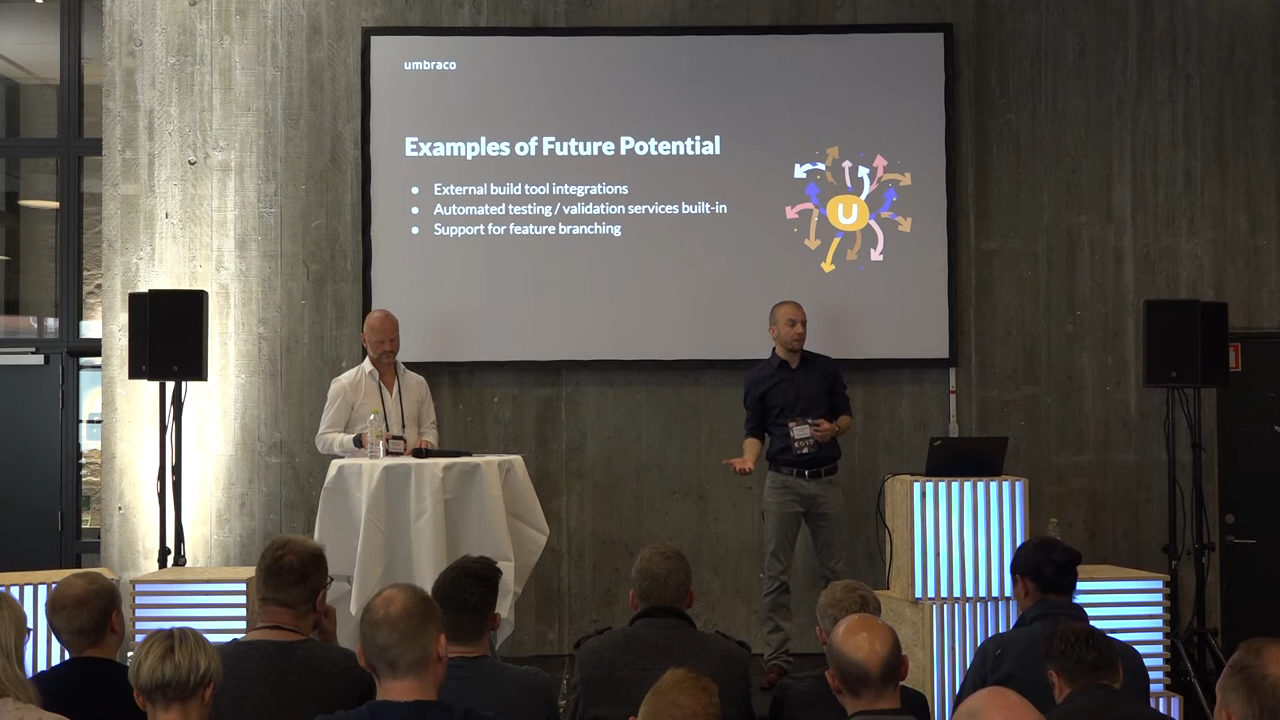 umbraco
Examples of Future Potential
External build tool integrations
Automated testing / validation services built-in
Support for feature branching
U